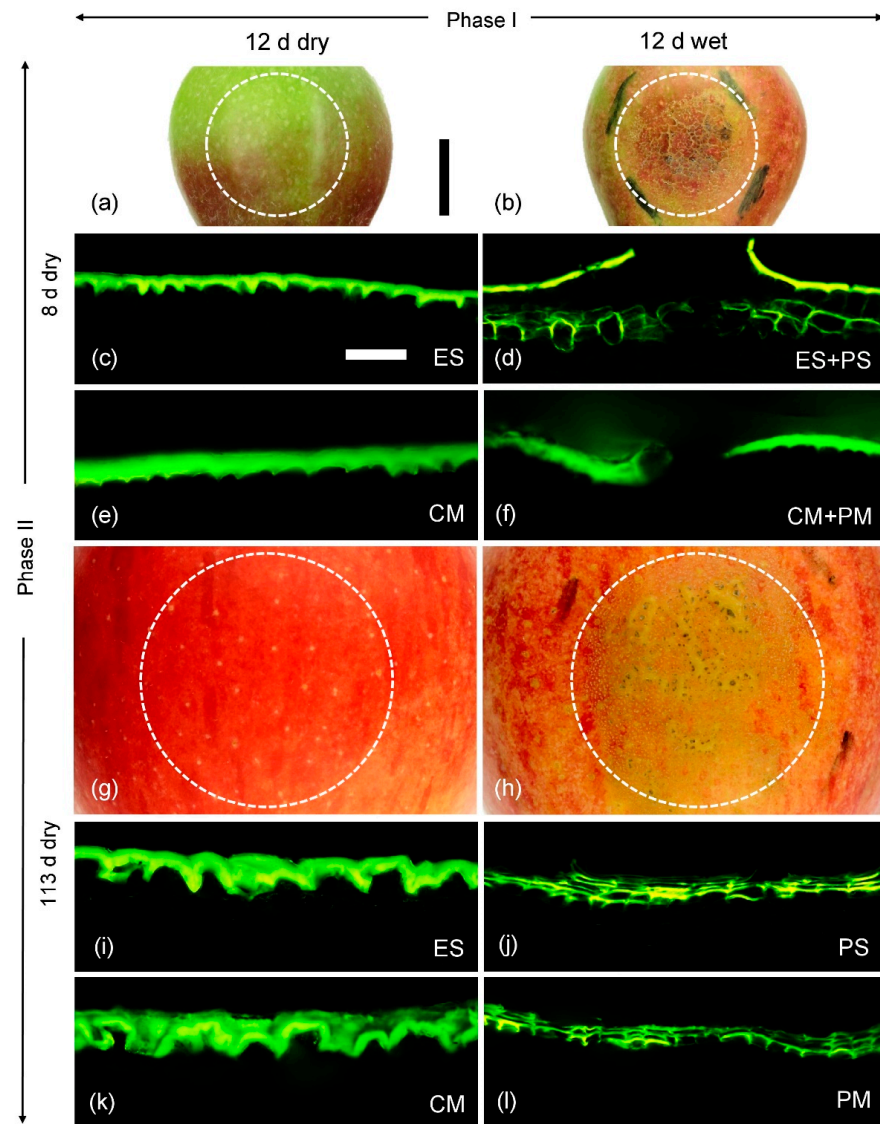 Phase I
12 d dry
12 d wet
(a)
(b)
8 d dry
(c)
ES
(d)
ES+PS
(e)
CM
(f)
CM+PM
Phase II
(g)
(h)
113 d dry
(i)
ES
(j)
PS
(k)
CM
(l)
PM